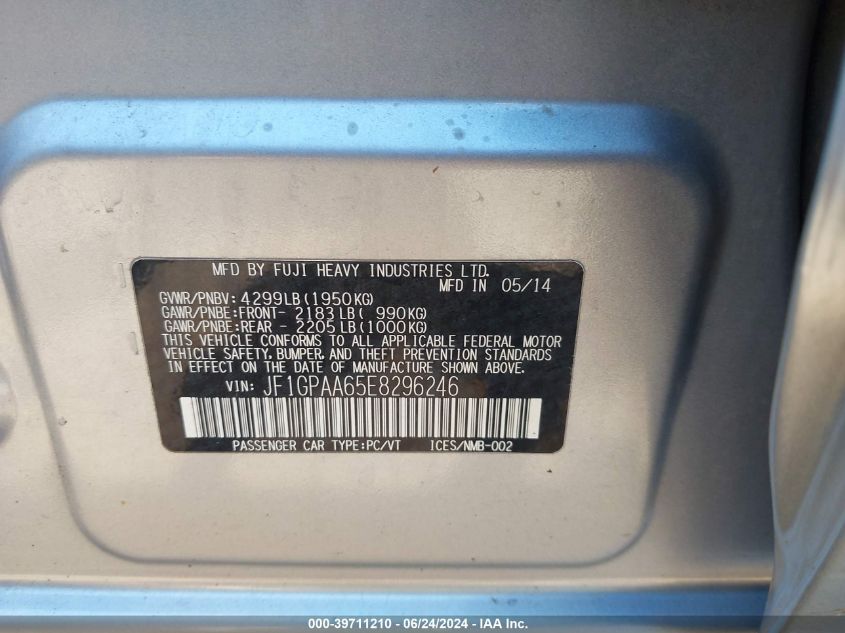 MFD BY FUJI HEAVY INDUSTRIES LTD.
MFD IN 05/14
GVWR/PNBV: 4299LB(1950KG)
GAWR/PNBE:FRONT- 2183LB( 990KG)
GAWR/PNBE:REAR - 2205LB(1000KG)
THIS VEHICLE CONFORMS TO ALL APPLICABLE FEDERAL MOTOR
VEHICLE SAFETY, BUMPER, AND THEFT PREVENTION STANDARDS
IN EFFECT ON THE DATE OF MANUFACTURE SHOWN ABOVE.
VIN: JF1GPAA65E8296246
PASSENGER CAR TYPE:PC/VT ICES/NMB-002
000-39711210 / 06/24/2024 - IAA Inc.